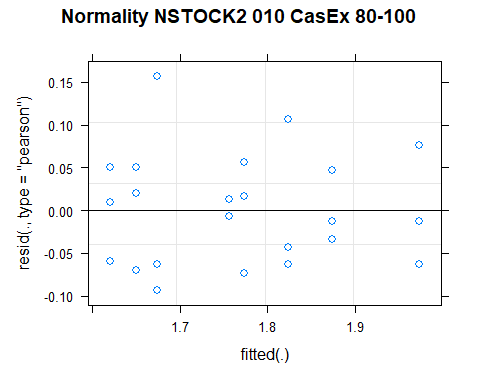 Normality NSTOCK2 010 CasEx 80-100
resid(., type = "pearson")
0.15
0.10
0.05
0.00
-0.05
-0.10
1.7 1.8 1.9
fitted(.)